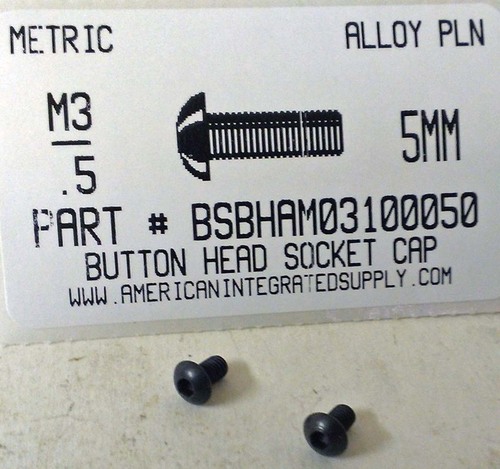 METRIC ALLOY PLN
M3
.5
5MM
PART # BSBHAM03100050
BUTTON HEAD SOCKET CAP
WWW.AMERICANINTEGRATEDSUPPLY.COM